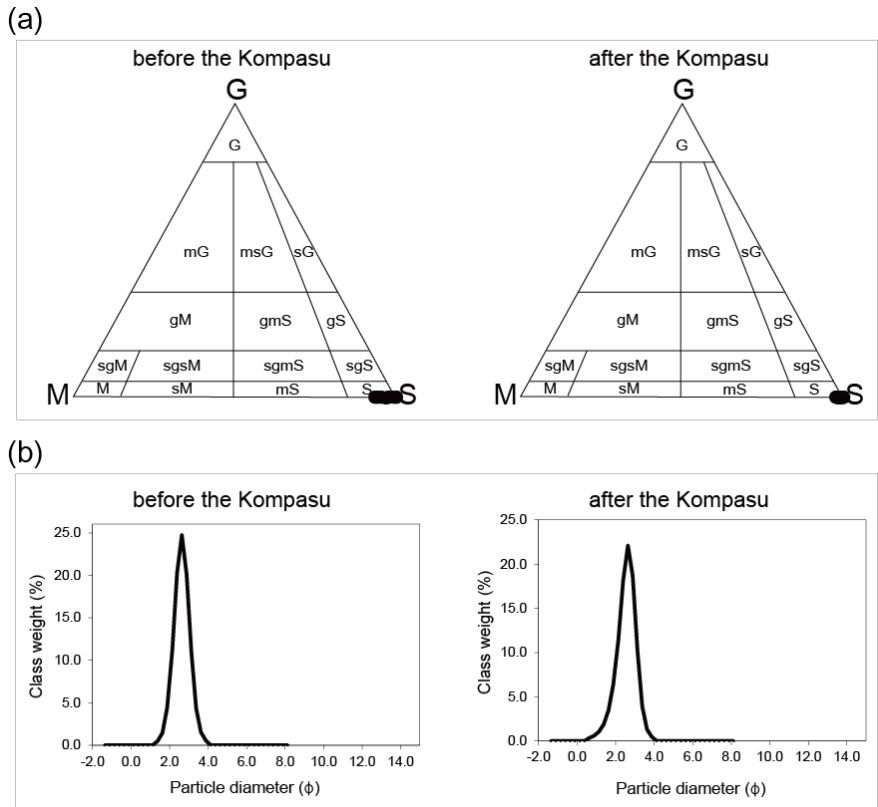 (a)
before the Kompasu
G
G
mG msG sG
gM gmS gS
sgM sgsM sgmS sgS
M M sM mS S S
after the Kompasu
G
G
mG msG sG
gM gmS gS
sgM sgsM sgmS sgS
M M sM mS S S
(b)
before the Kompasu
25.0
20.0
15.0
10.0
5.0
0.0
Class weight (%)
-2.0 0.0 2.0 4.0 6.0 8.0 10.0 12.0 14.0
Particle diameter (ϕ)
after the Kompasu
25.0
20.0
15.0
10.0
5.0
0.0
Class weight (%)
-2.0 0.0 2.0 4.0 6.0 8.0 10.0 12.0 14.0
Particle diameter (ϕ)